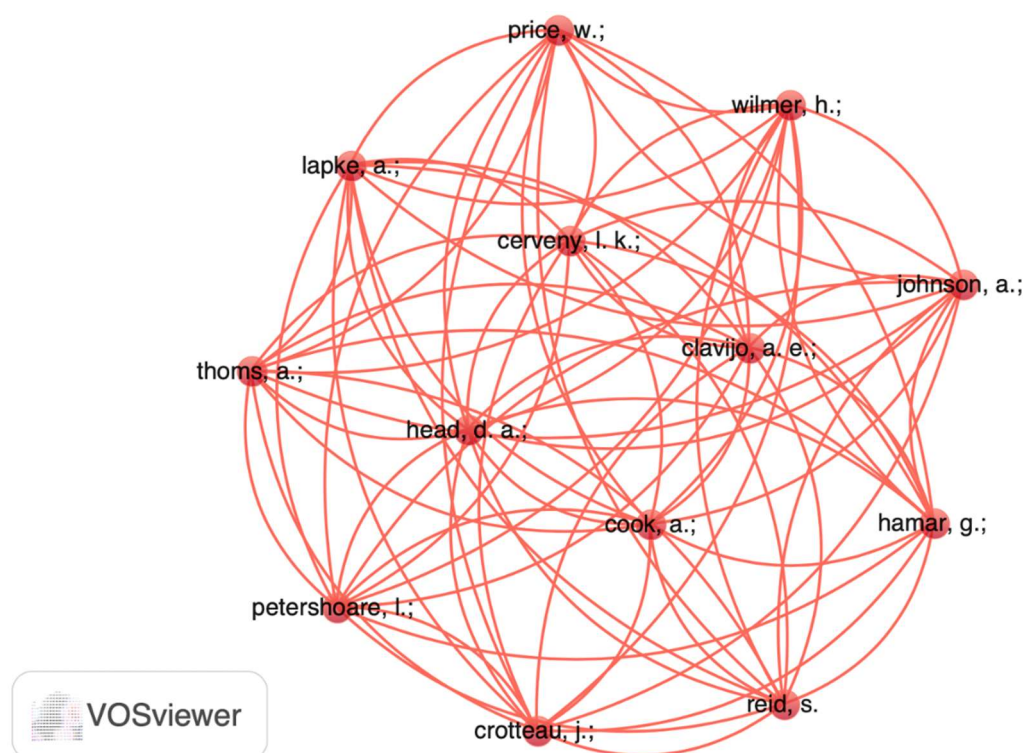 price, w.;
wilmer, h.;
lapke, a.;
cerveny, l. k.;
johnson, a.;
clavijo, a. e.;
thoms, a.;
head, d. a.;
cook, a.;
hamar, g.;
petershoare, l.;
reid, s.
crotteau, j.;
VOSviewer